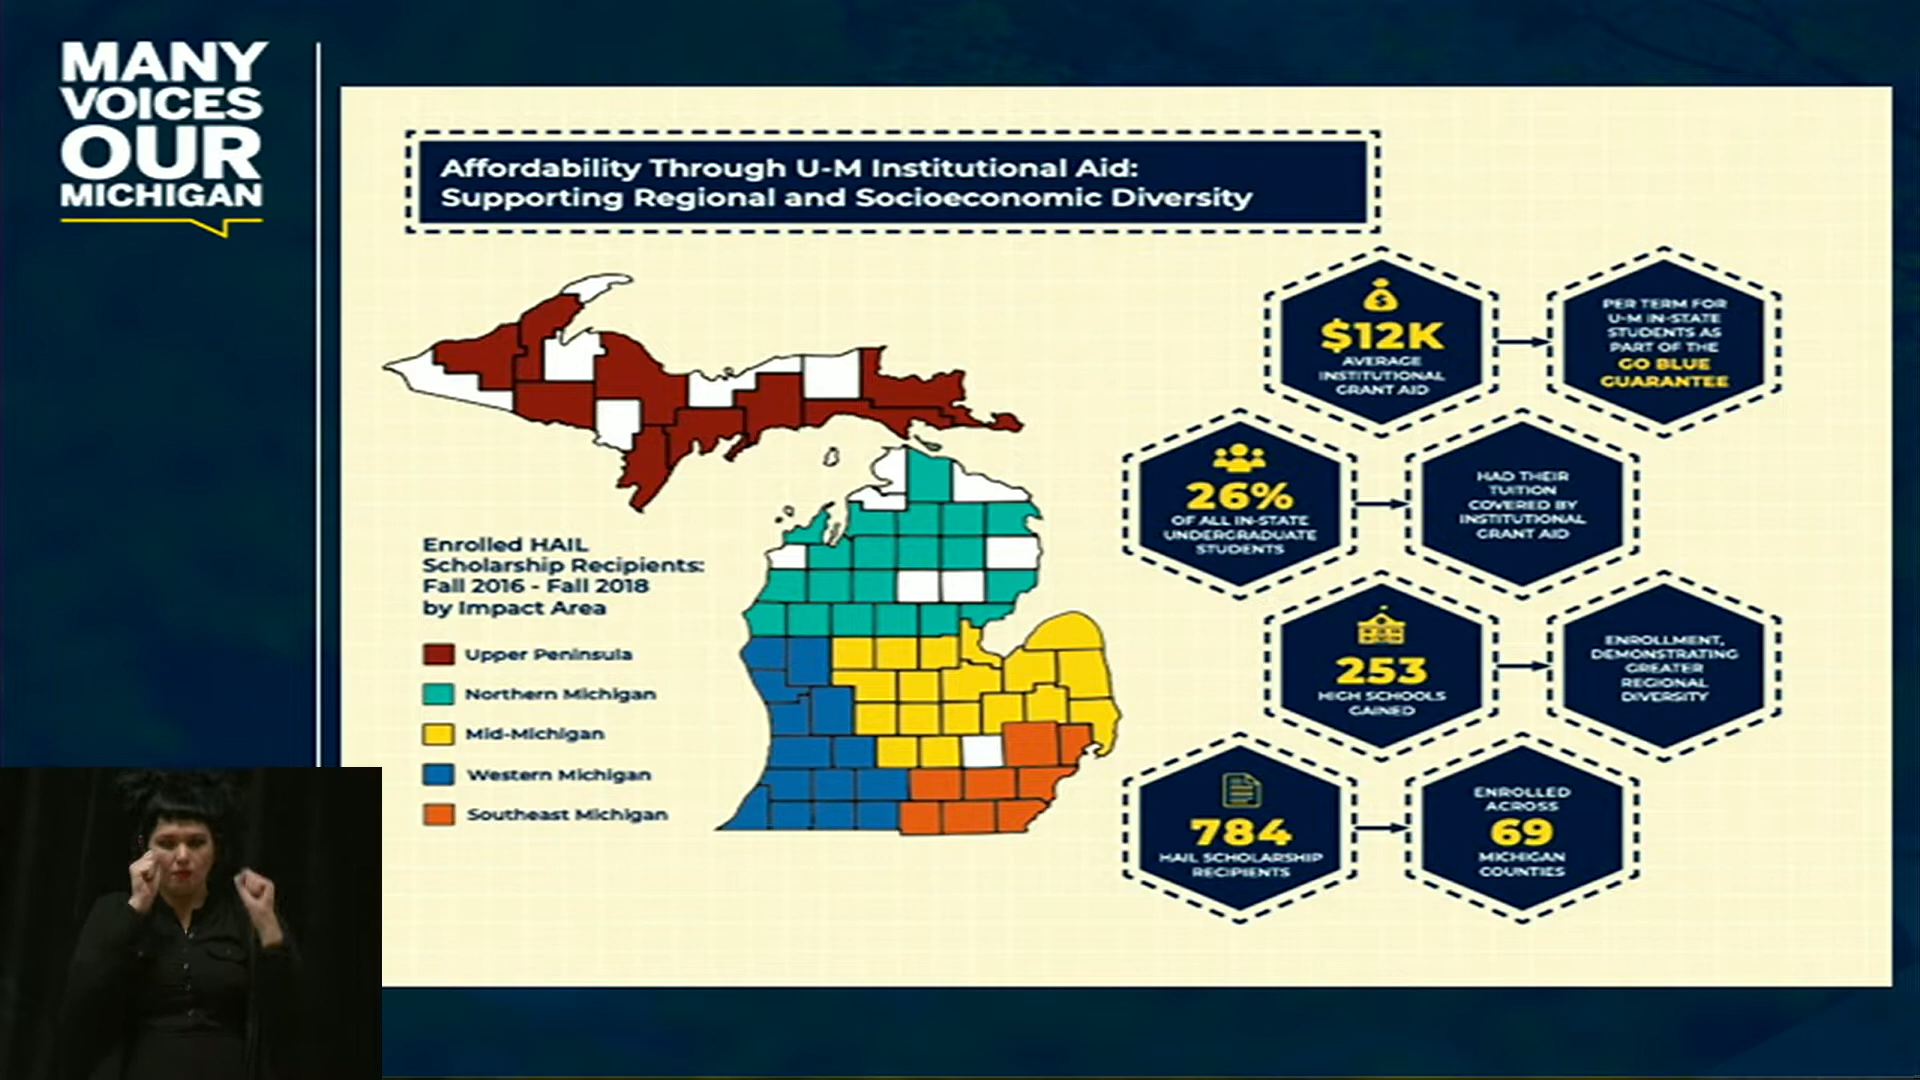 MANY
VOICES
OUR
MICHIGAN
Affordability Through U-M Institutional Aid:
Supporting Regional and Socioeconomic Diversity
Enrolled HAIL
Scholarship Recipients:
Fall 2016 - Fall 2018
by Impact Area
Upper Peninsula
Northern Michigan
Mid-Michigan
Western Michigan
Southeast Michigan
$12K
AVERAGE
INSTITUTIONAL
GRANT AID
PER TERM FOR
U-M IN-STATE
STUDENTS AS
PART OF THE
GO BLUE
GUARANTEE
26%
OF ALL IN-STATE
UNDERGRADUATE
STUDENTS
HAD THEIR
TUITION
COVERED BY
INSTITUTIONAL
GRANT AID
253
HIGH SCHOOLS
GAINED
ENROLLMENT,
DEMONSTRATING
GREATER
REGIONAL
DIVERSITY
784
HAIL SCHOLARSHIP
RECIPIENTS
ENROLLED
ACROSS
69
MICHIGAN
COUNTIES